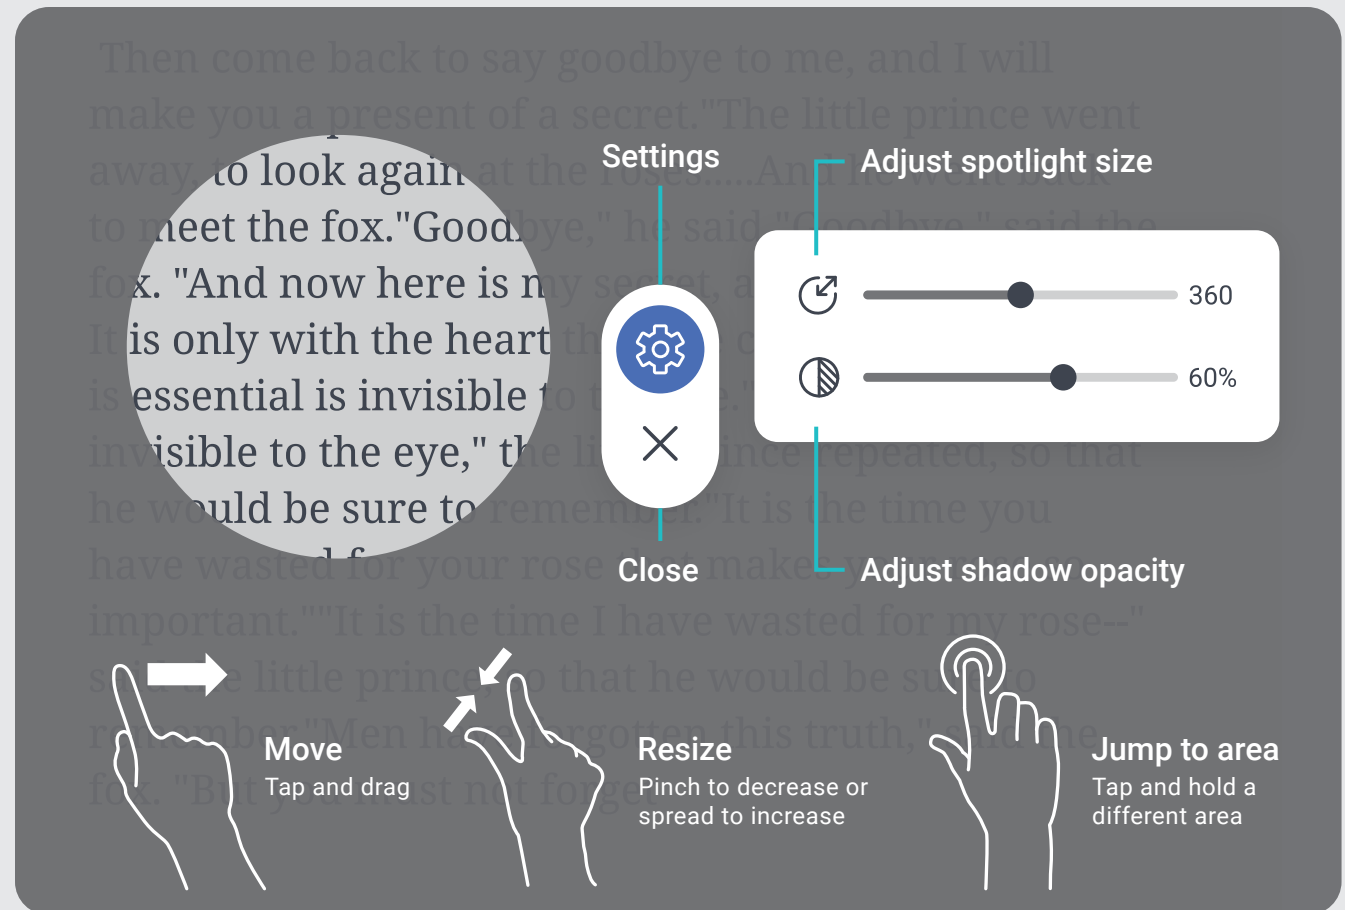 Then come back to say goodbye to me, and I will
make you a present of a secret."The little prince went
away, to look again at the roses.....And he went back
to meet the fox."Goodbye," he said."Goodbye," said the
fox. "And now here is my secret, a
It is only with the heart th
is essential is invisible to t e."
invisible to the eye," the li ince repeated, so that
he would be sure to remember."It is the time you
have wasted for your rose that makes your rose so
important.""It is the time I have wasted for my rose--"
said the little prince, so that he would be sure to
remember."Men have forgotten this truth," said the
fox. "But you must not forget
Settings
Adjust spotlight size
360
60%
Close
Adjust shadow opacity
Move
Tap and drag
Resize
Pinch to decrease or
spread to increase
Jump to area
Tap and hold a
different area